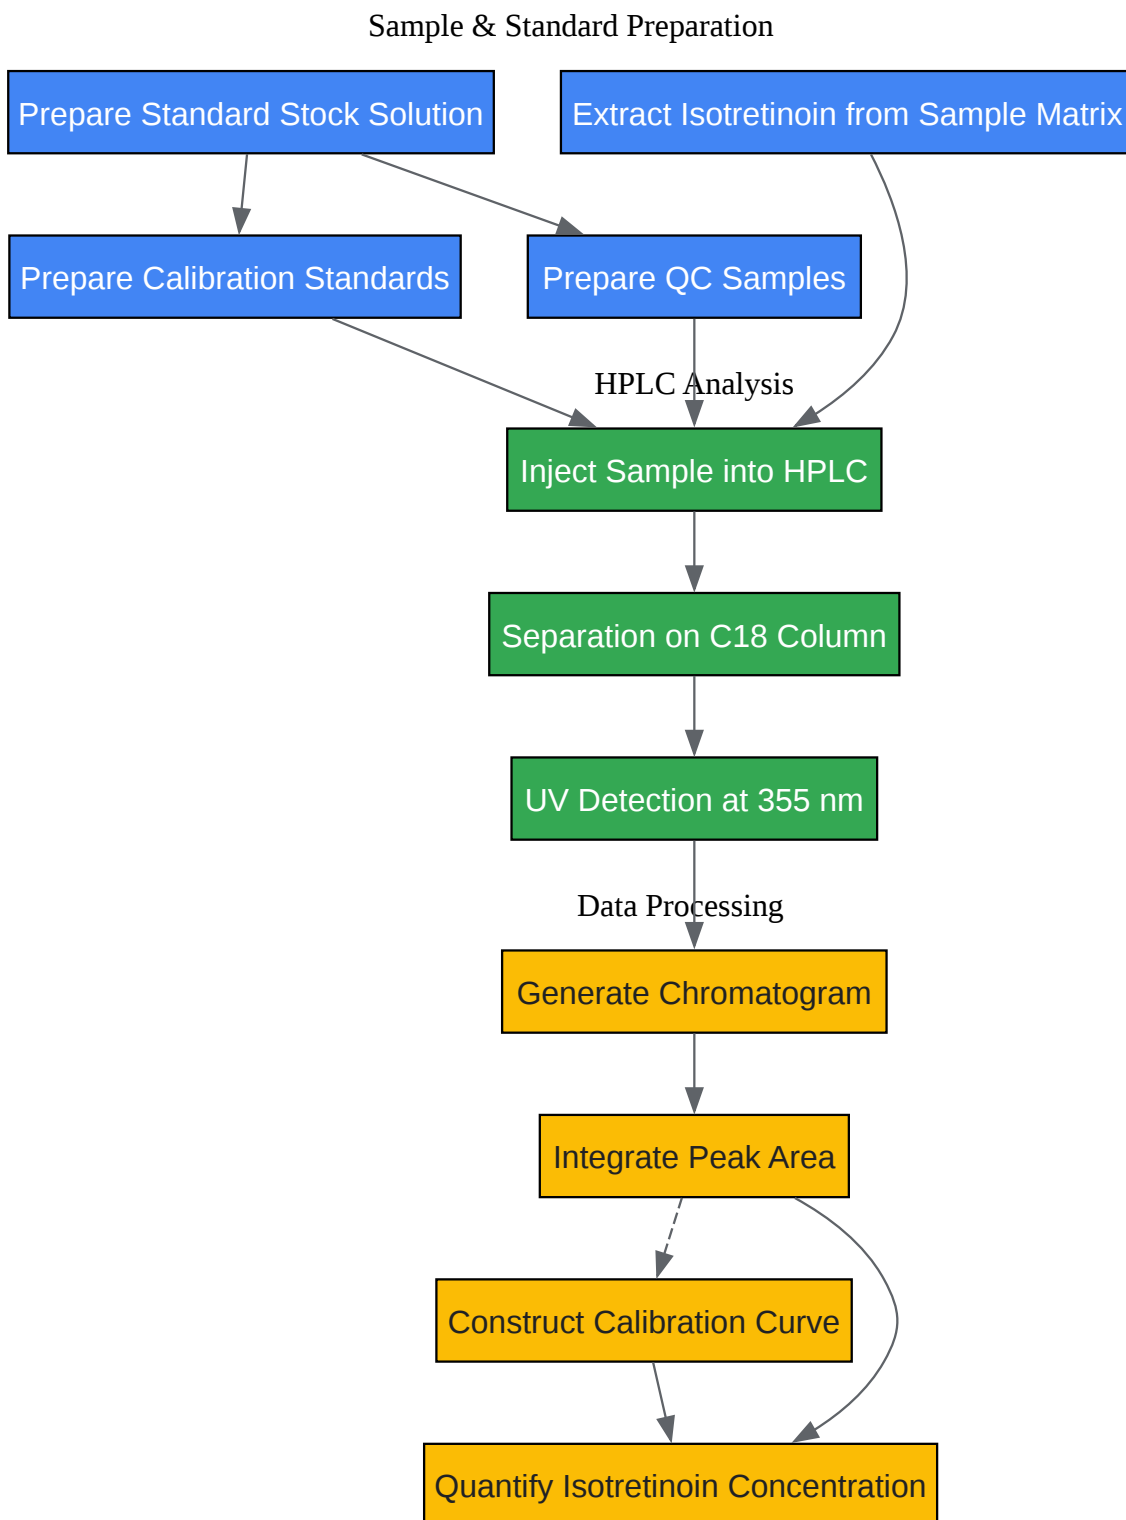 Sample & Standard Preparation
Prepare Standard Stock Solution
Extract Isotretinoin from Sample Matrix
Prepare Calibration Standards
Prepare QC Samples
HPLC Analysis
Inject Sample into HPLC
Separation on C18 Column
UV Detection at 355 nm
Data Processing
Generate Chromatogram
Integrate Peak Area
Construct Calibration Curve
Quantify Isotretinoin Concentration